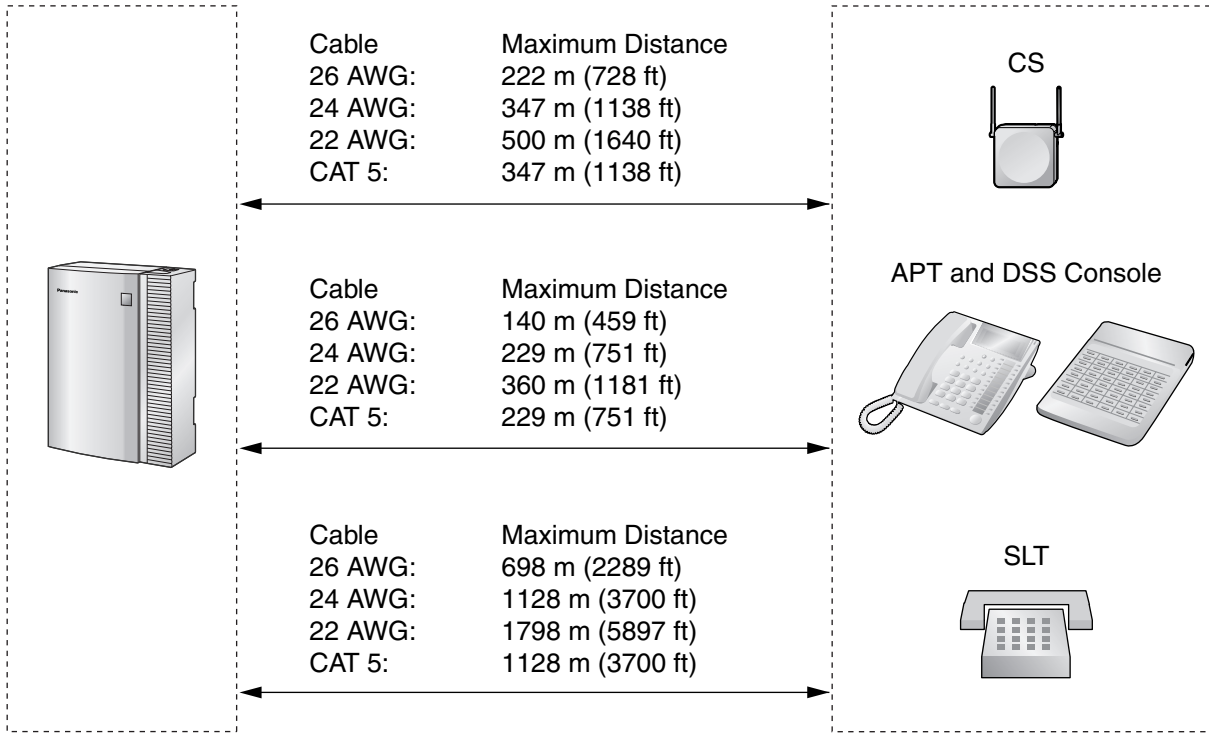 Cable Maximum Distance
26 AWG: 222 m (728 ft)
24 AWG: 347 m (1138 ft)
22 AWG: 500 m (1640 ft)
CAT 5: 347 m (1138 ft)
CS
Panasonic
Cable Maximum Distance
26 AWG: 140 m (459 ft)
24 AWG: 229 m (751 ft)
22 AWG: 360 m (1181 ft)
CAT 5: 229 m (751 ft)
APT and DSS Console
Cable Maximum Distance
26 AWG: 698 m (2289 ft)
24 AWG: 1128 m (3700 ft)
22 AWG: 1798 m (5897 ft)
CAT 5: 1128 m (3700 ft)
SLT